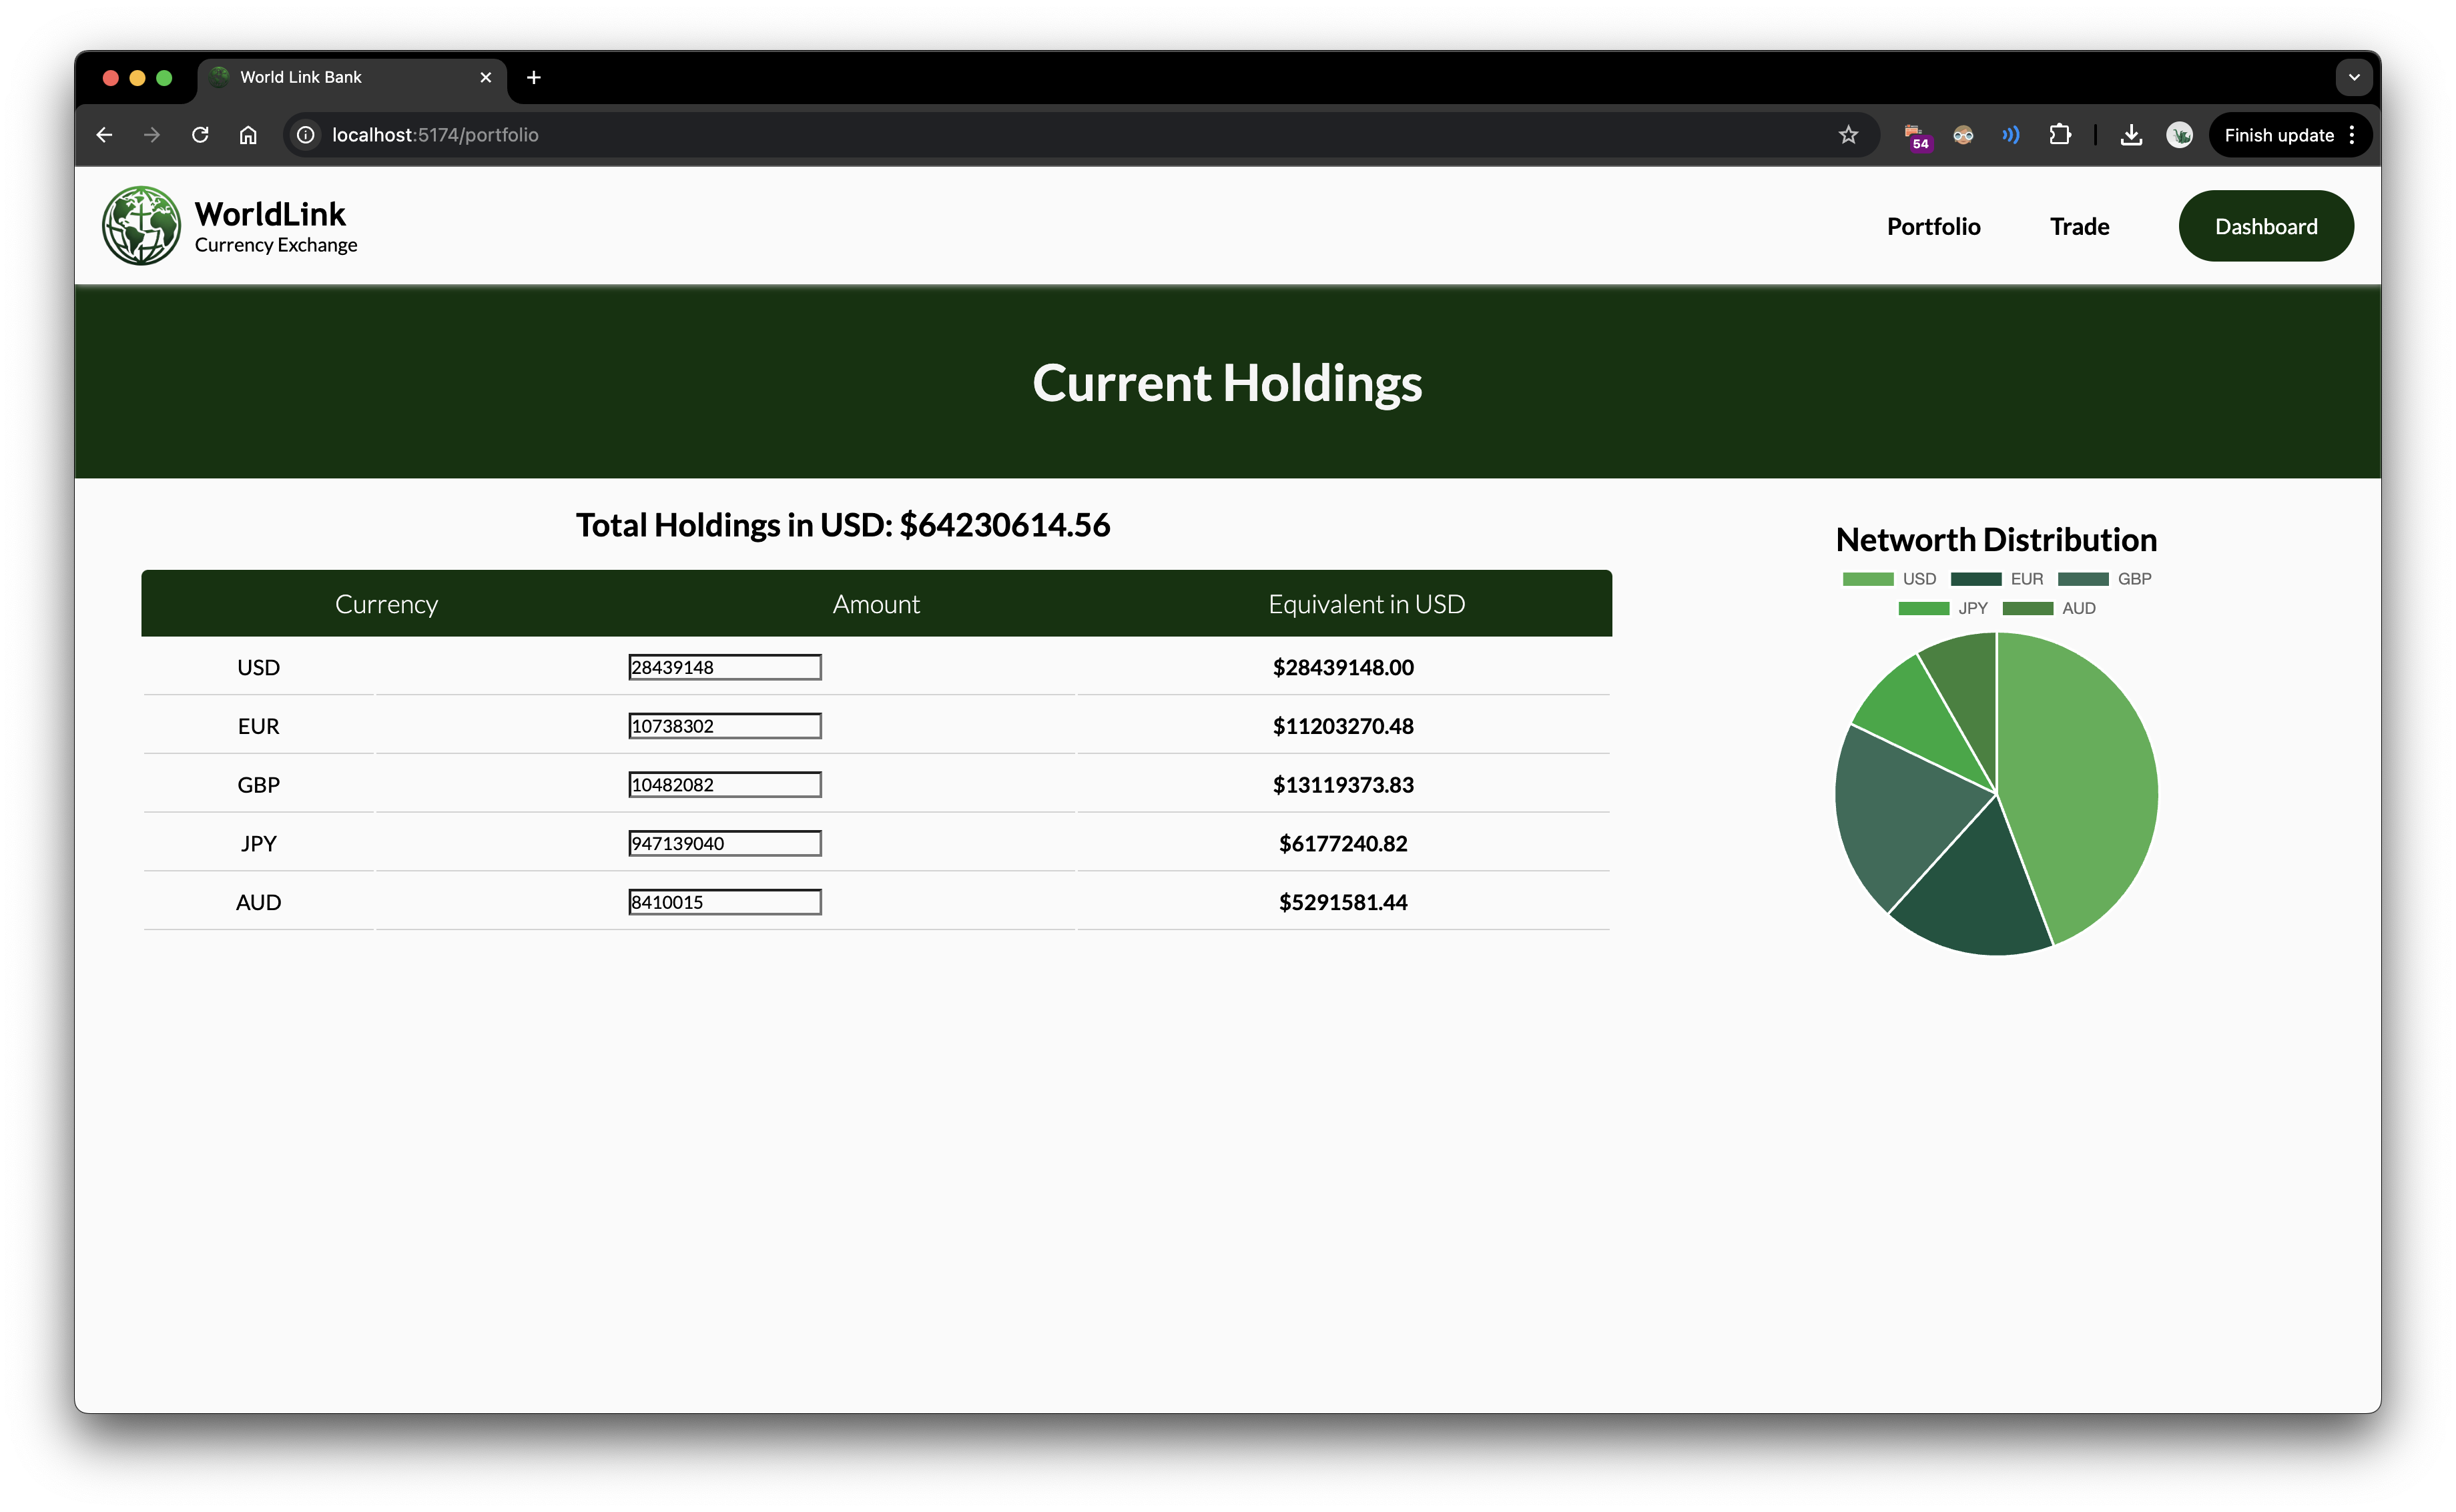 World Link Bank
localhost:5174/portfolio
54
Finish update
WorldLink
Currency Exchange
Portfolio
Trade
Dashboard
Current Holdings
Total Holdings in USD: $64230614.56
Currency Amount Equivalent in USD
USD 28439148 $28439148.00
EUR 10738302 $11203270.48
GBP 10482082 $13119373.83
JPY 947139040 $6177240.82
AUD 8410015 $5291581.44
Networth Distribution
USD EUR GBP
JPY AUD